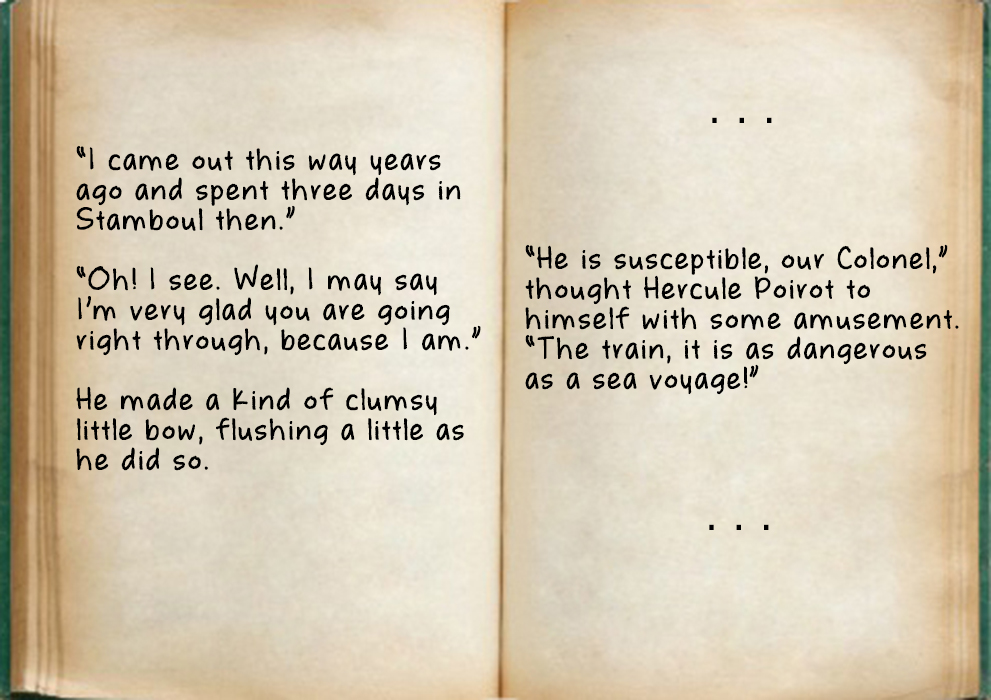 “I came out this way years
ago and spent three days in
Stamboul then.”
“Oh! I see. Well, I may say
I’m very glad you are going
right through, because I am.”
He made a kind of clumsy
little bow, flushing a little as
he did so.
. . .
“He is susceptible, our Colonel,”
thought Hercule Poirot to
himself with some amusement.
“The train, it is as dangerous
as a sea voyage!”
. . .